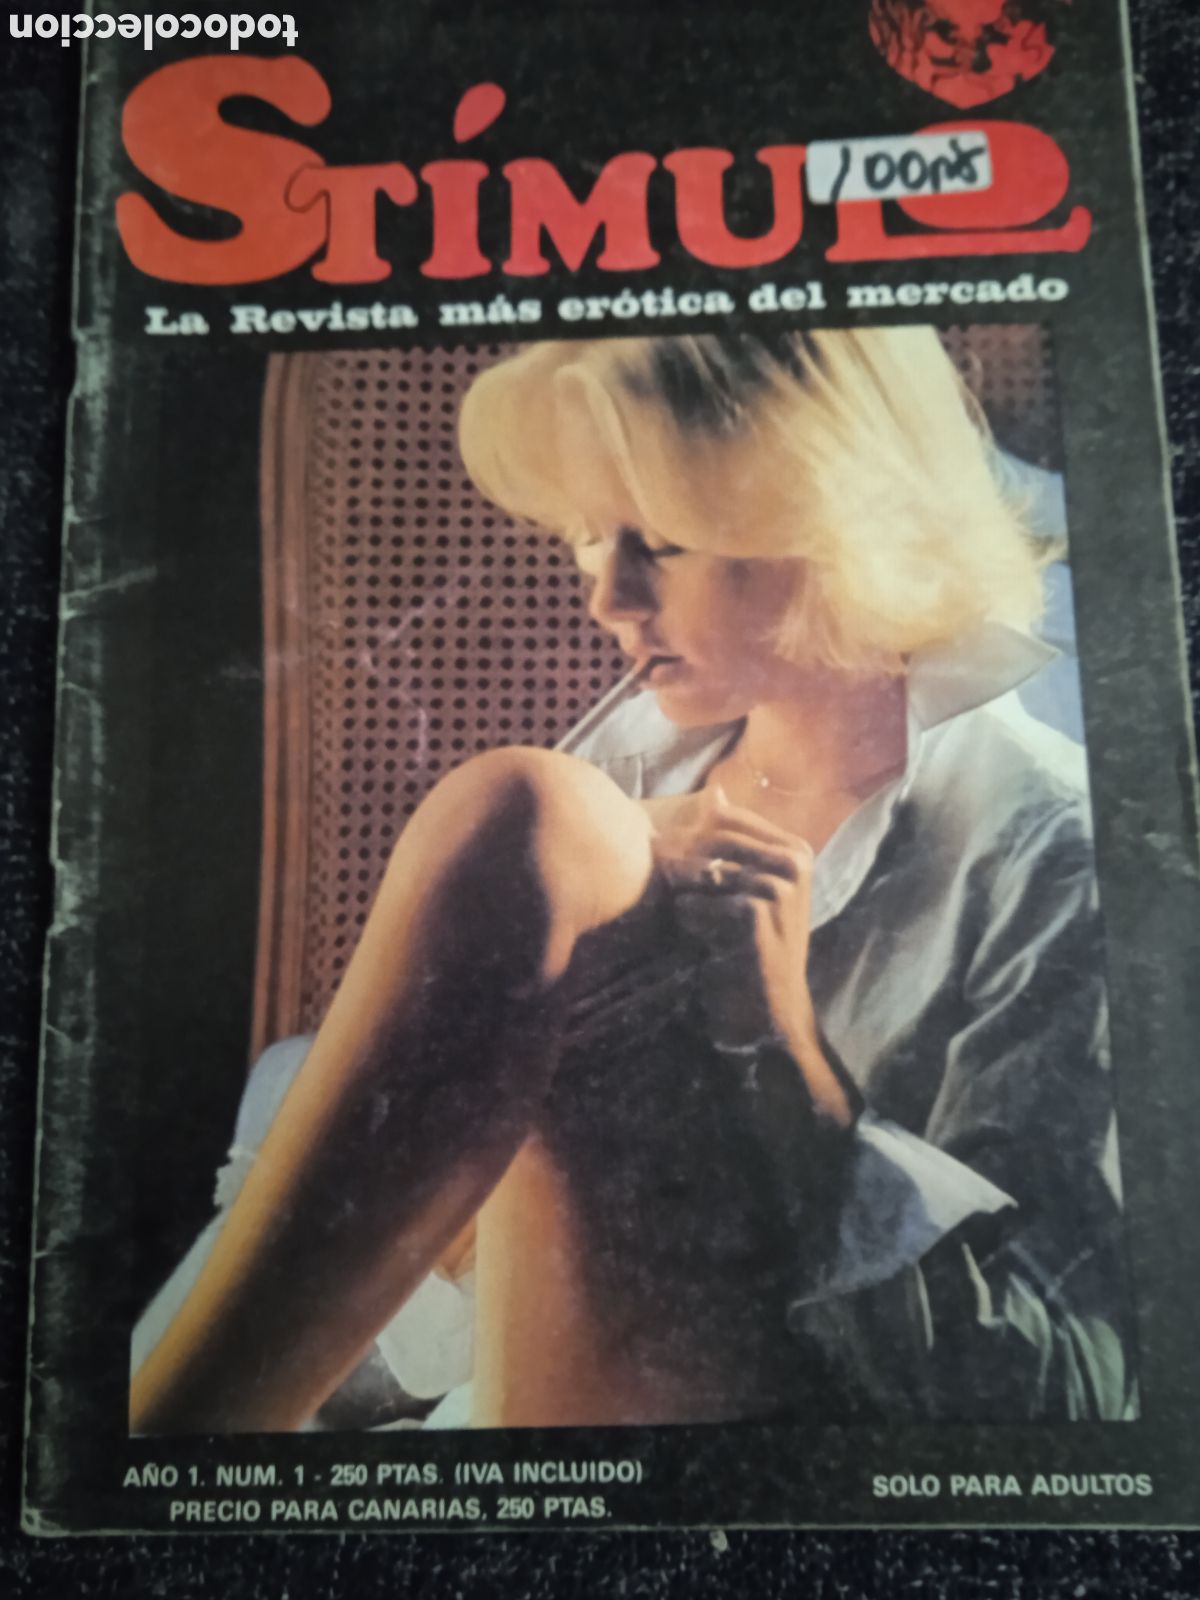 todocoleccion
STÍMULO
100pts
La Revista más erótica del mercado
AÑO 1. NUM. 1 - 250 PTAS. (IVA INCLUIDO)
PRECIO PARA CANARIAS, 250 PTAS.
SOLO PARA ADULTOS